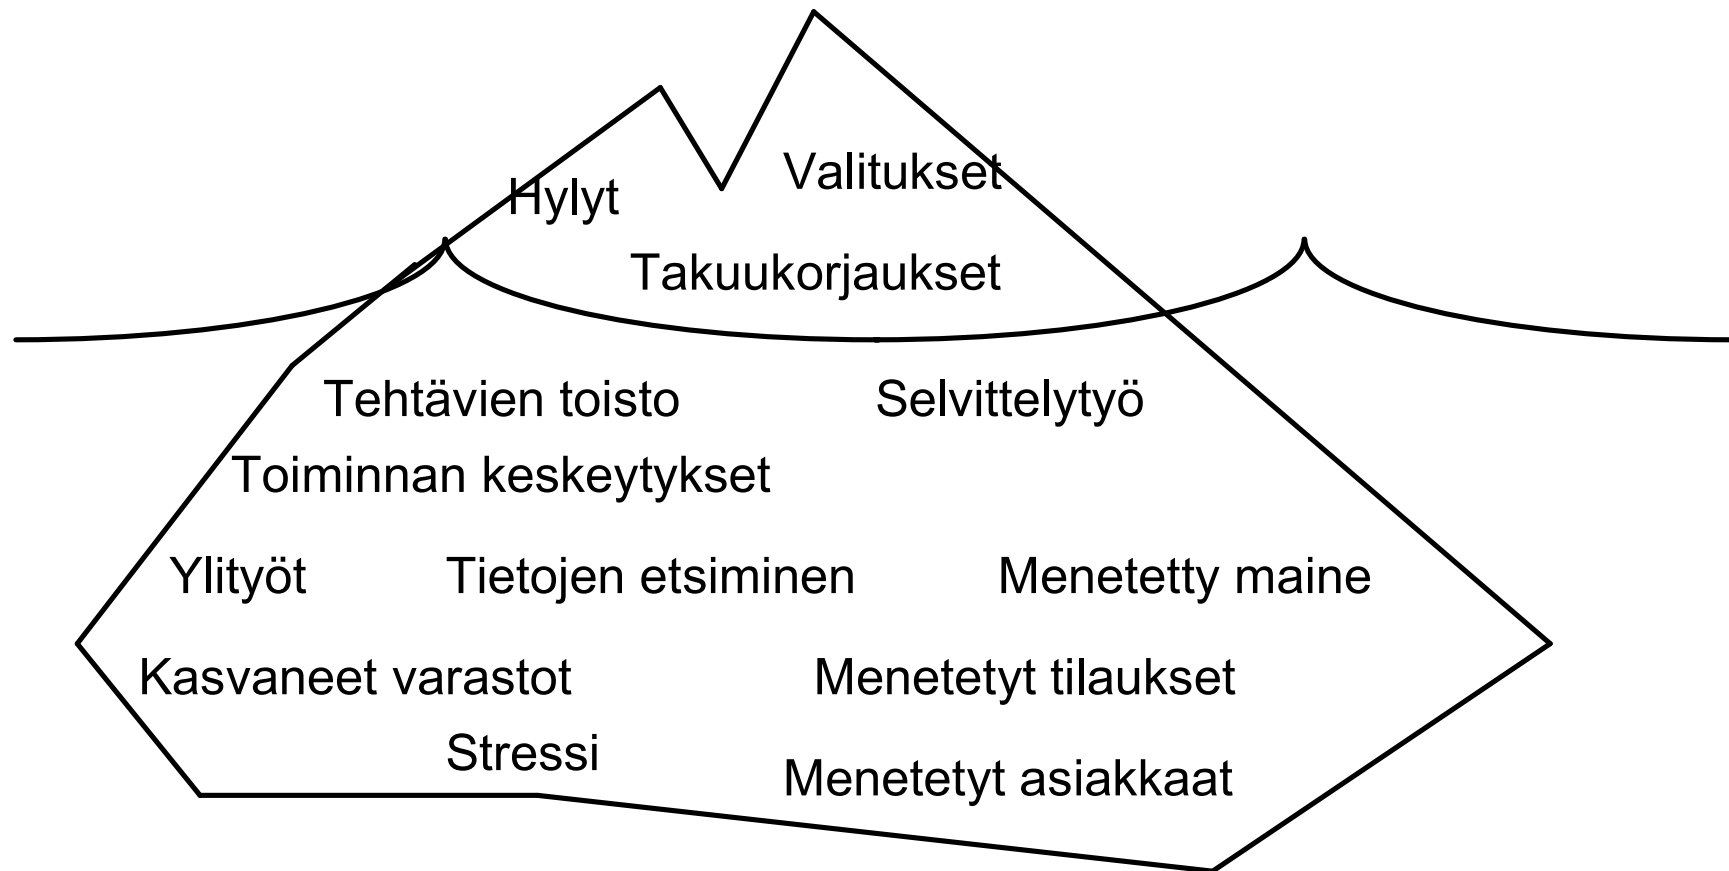 Valitukset
Hylyt
Takuukorjaukset
Tehtävien toisto
Selvittelytyö
Toiminnan keskeytykset
Ylityöt
Tietojen etsiminen
Menetetty maine
Kasvaneet varastot
Menetetyt tilaukset
Stressi
Menetetyt asiakkaat